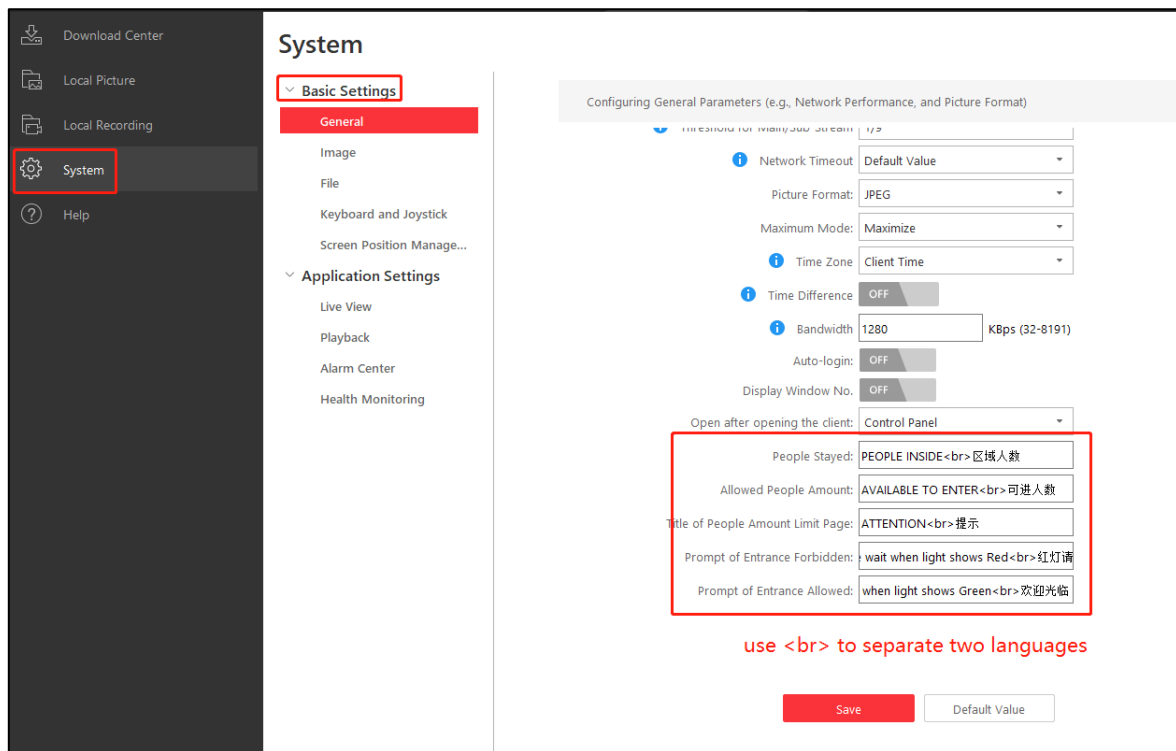 Download Center
Local Picture
Local Recording
System
Help
System
Basic Settings
General
Image
File
Keyboard and Joystick
Screen Position Manage...
Application Settings
Live View
Playback
Alarm Center
Health Monitoring
Configuring General Parameters (e.g., Network Performance, and Picture Format)
Threshold for Main/Sub Stream 1/9
Network Timeout Default Value
Picture Format: JPEG
Maximum Mode: Maximize
Time Zone Client Time
Time Difference OFF
Bandwidth 1280 KBps (32-8191)
Auto-login: OFF
Display Window No. OFF
Open after opening the client: Control Panel
People Stayed: PEOPLE INSIDE<br>区域人数
Allowed People Amount: AVAILABLE TO ENTER<br>可进人数
Title of People Amount Limit Page: ATTENTION<br>提示
Prompt of Entrance Forbidden: wait when light shows Red<br>红灯请
Prompt of Entrance Allowed: when light shows Green<br>欢迎光临
use <br> to separate two languages
Save Default Value